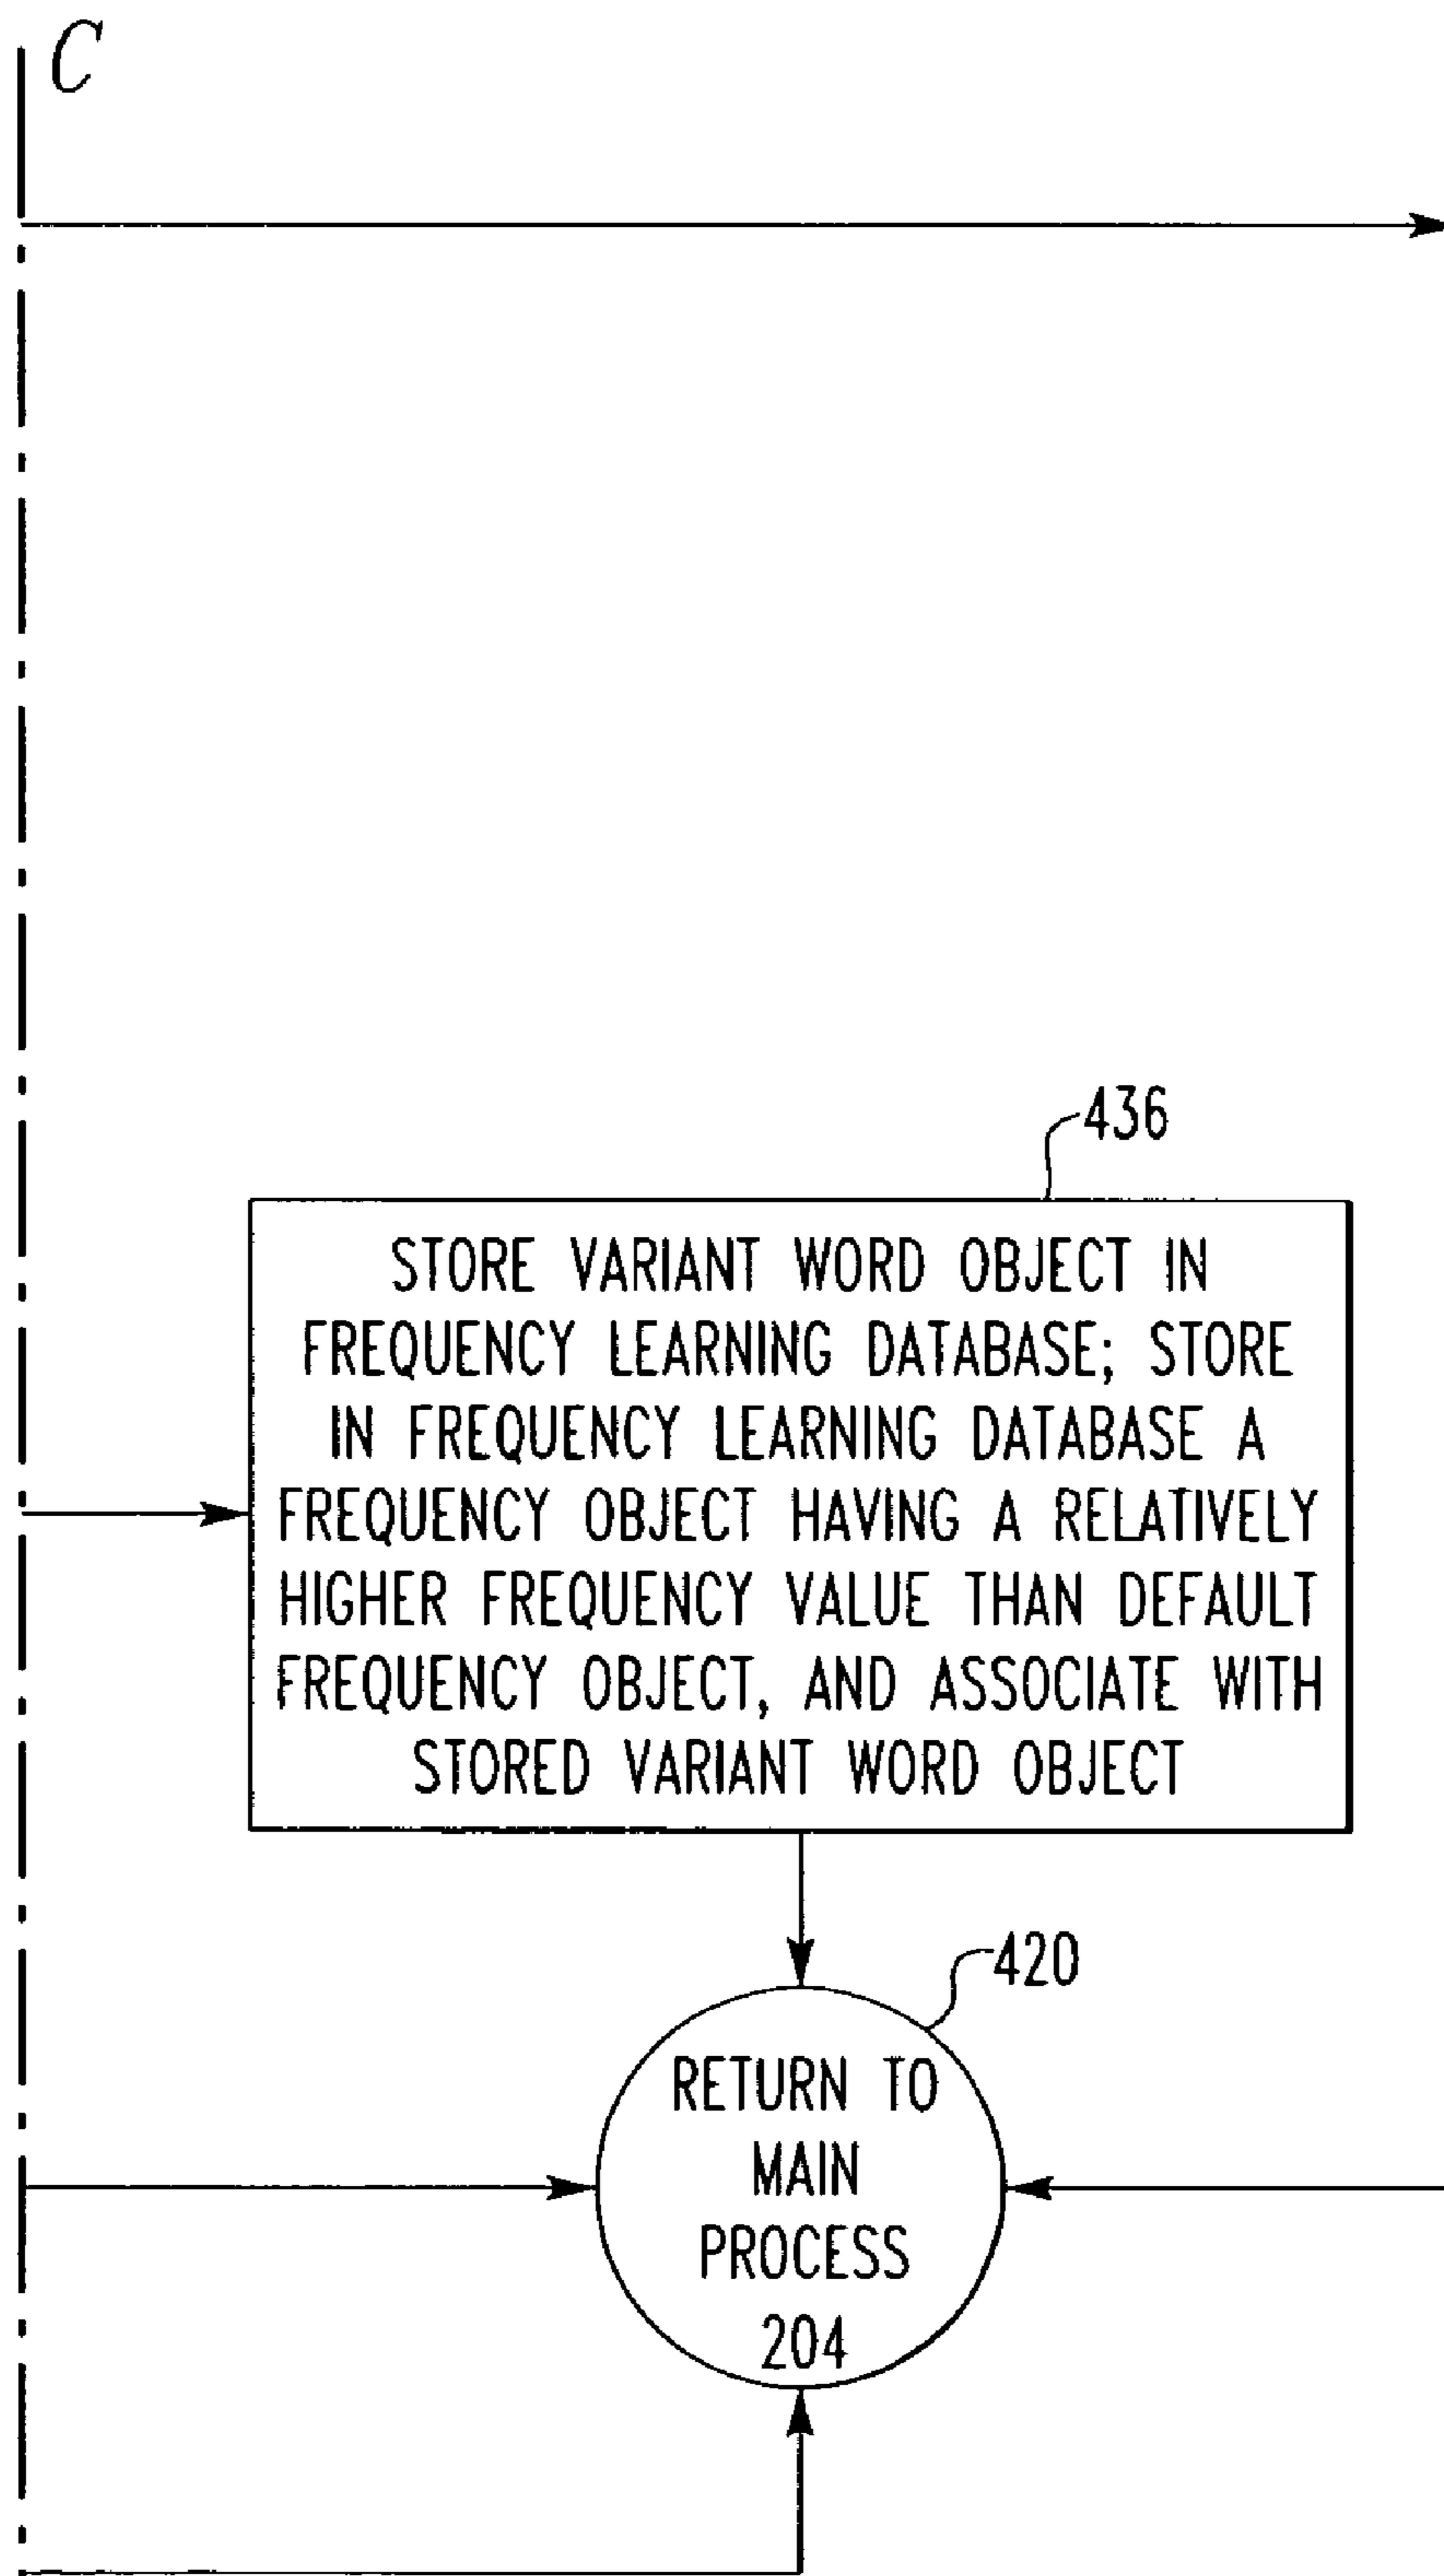 C
436
STORE VARIANT WORD OBJECT IN
FREQUENCY LEARNING DATABASE; STORE
IN FREQUENCY LEARNING DATABASE A
FREQUENCY OBJECT HAVING A RELATIVELY
HIGHER FREQUENCY VALUE THAN DEFAULT
FREQUENCY OBJECT, AND ASSOCIATE WITH
STORED VARIANT WORD OBJECT
420
RETURN TO
MAIN
PROCESS
204